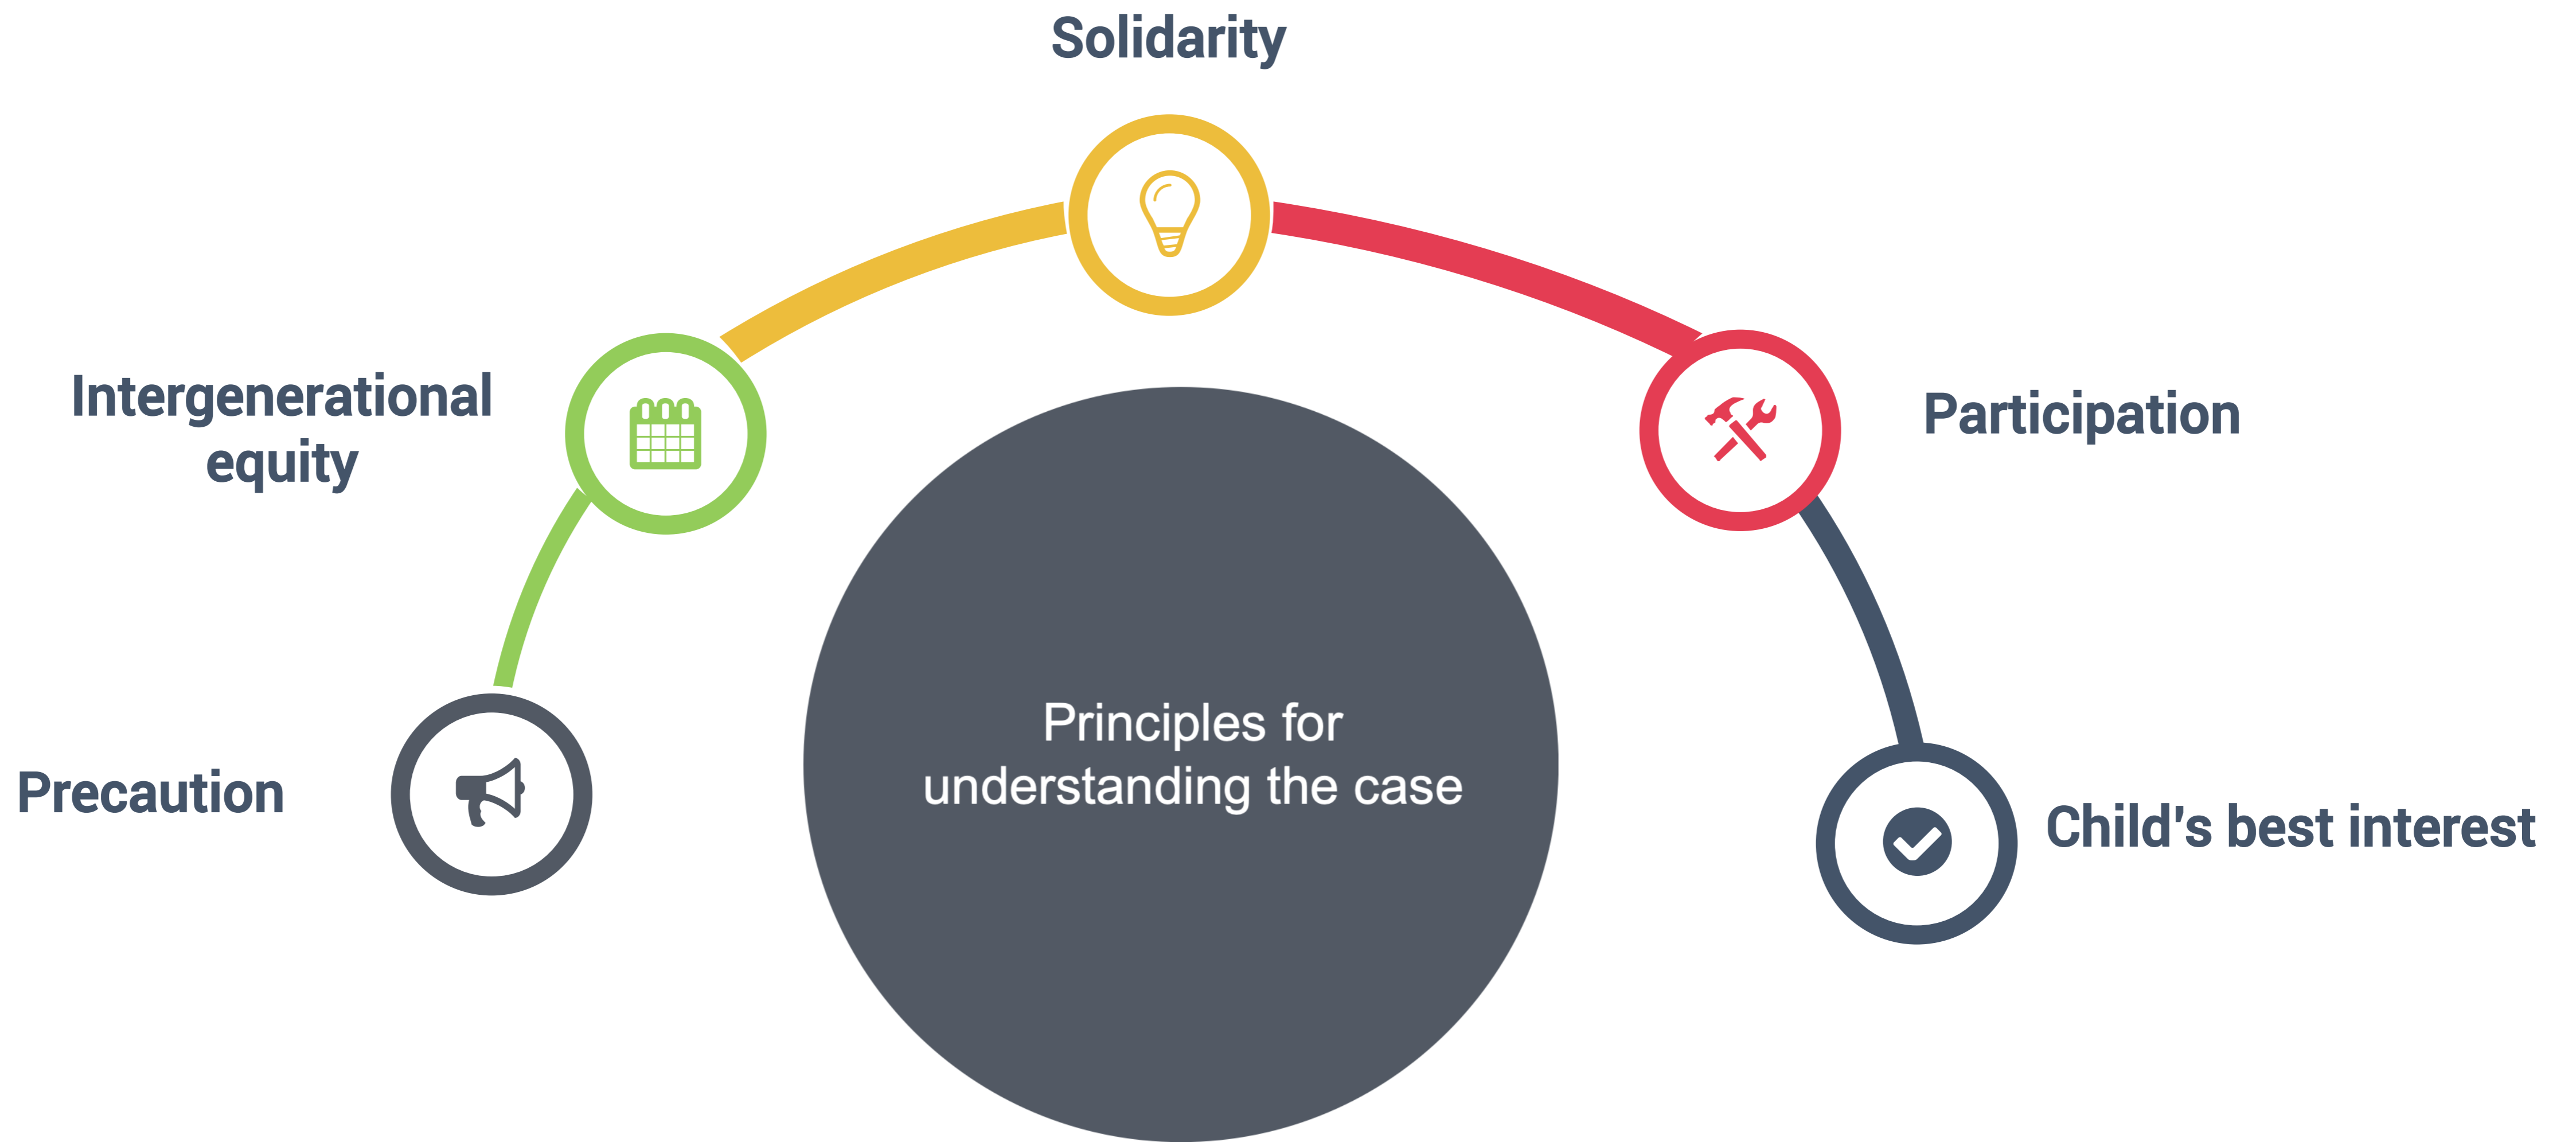 Solidarity
Intergenerational
equity
Participation
Principles for
understanding the case
Precaution
Child's best interest